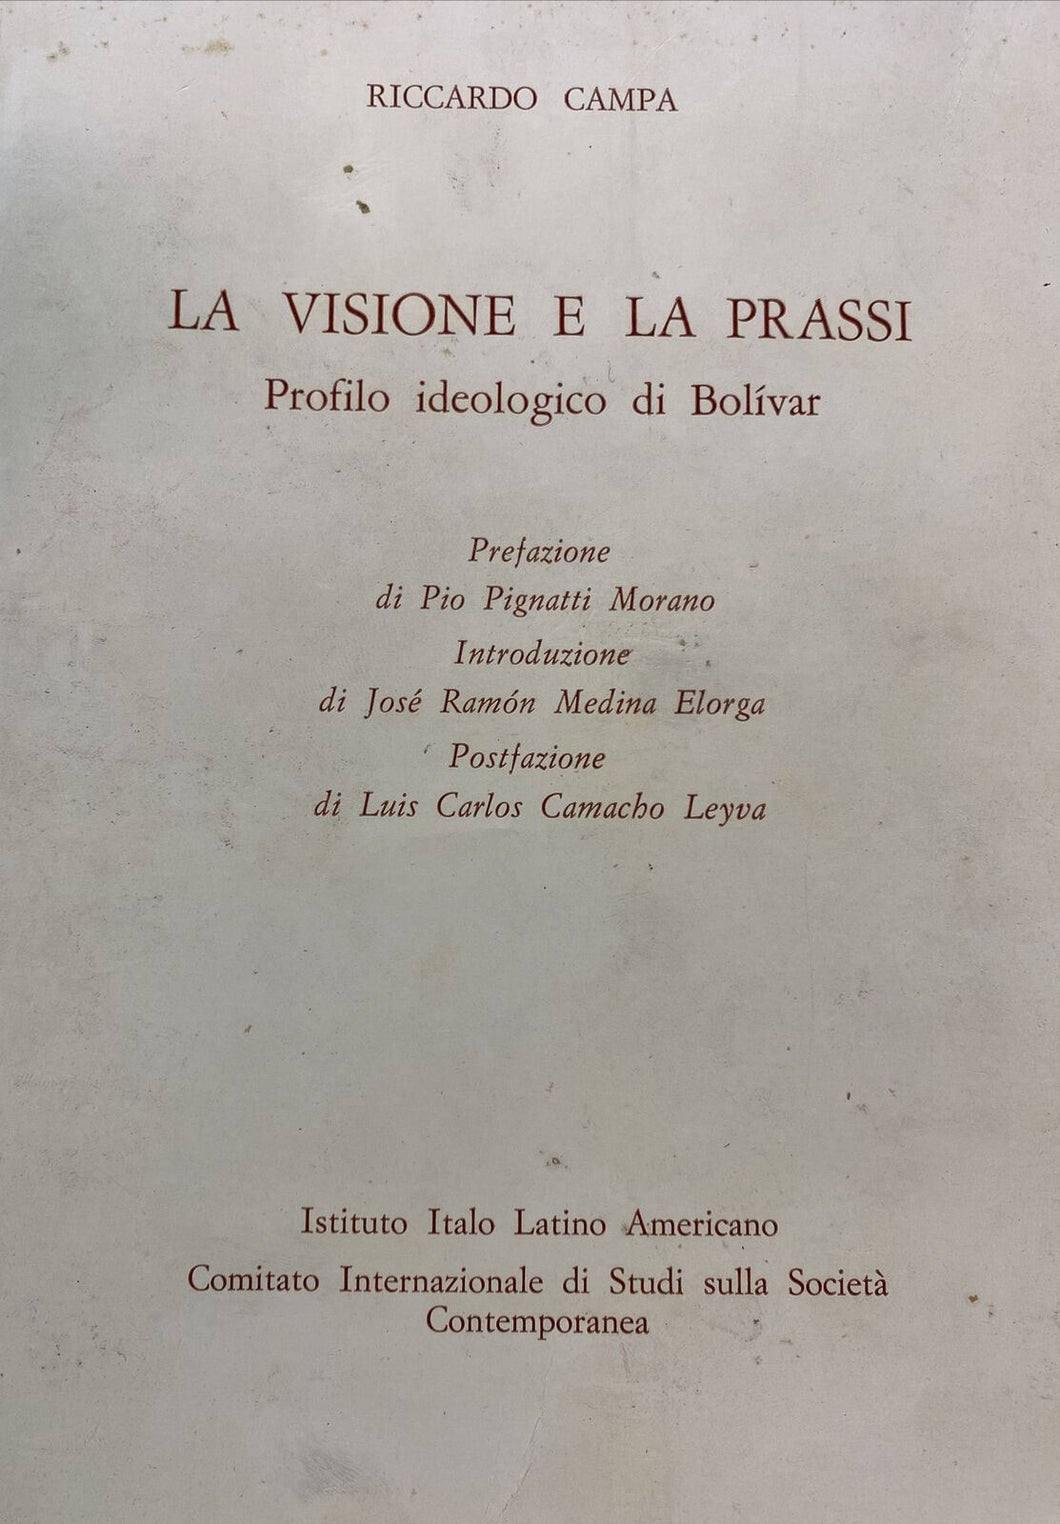 RICCARDO CAMPA
LA VISIONE E LA PRASSI
Profilo ideologico di Bolívar
Prefazione
di Pio Pignatti Morano
Introduzione
di José Ramón Medina Elorga
Postfazione
di Luis Carlos Camacho Leyva
Istituto Italo Latino Americano
Comitato Internazionale di Studi sulla Società
Contemporanea